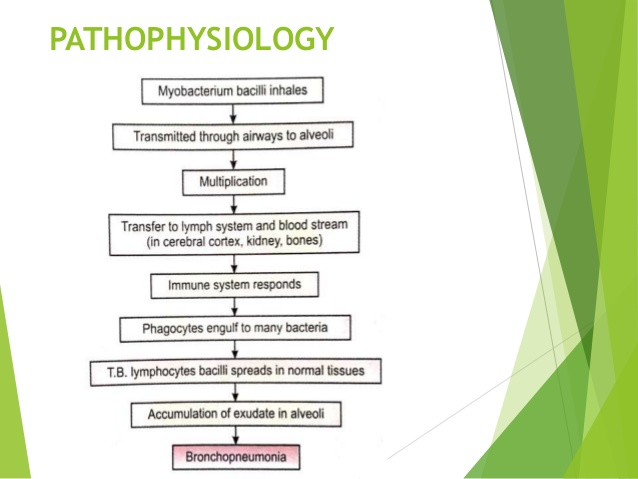 PATHOPHYSIOLOGY
Myobacterium bacilli inhales
Transmitted through airways to alveoli
Multiplication
Transfer to lymph system and blood stream
(in cerebral cortex, kidney, bones)
Immune system responds
Phagocytes engulf to many bacteria
T.B. lymphocytes bacilli spreads in normal tissues
Accumulation of exudate in alveoli
Bronchopneumonia